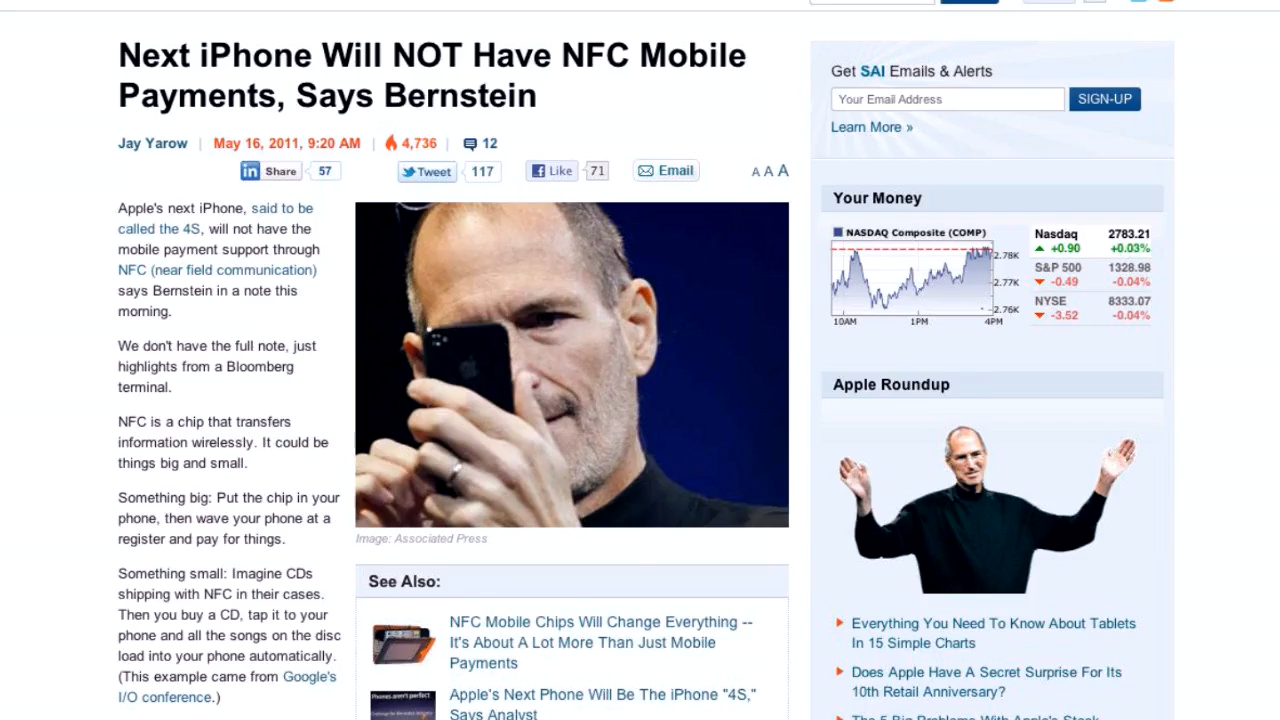 Next iPhone Will NOT Have NFC Mobile
Payments, Says Bernstein
Jay Yarow | May 16, 2011, 9:20 AM | 4,736 | 12
in Share 57 Tweet 117 Like 71 Email A A A
Apple's next iPhone, said to be
called the 4S, will not have the
mobile payment support through
NFC (near field communication)
says Bernstein in a note this
morning.
We don't have the full note, just
highlights from a Bloomberg
terminal.
NFC is a chip that transfers
information wirelessly. It could be
things big and small.
Something big: Put the chip in your
phone, then wave your phone at a
register and pay for things.
Something small: Imagine CDs
shipping with NFC in their cases.
Then you buy a CD, tap it to your
phone and all the songs on the disc
load into your phone automatically.
(This example came from Google's
I/O conference.)
Image: Associated Press
See Also:
NFC Mobile Chips Will Change Everything --
It's About A Lot More Than Just Mobile
Payments
Phones aren't perfect
Apple's Next Phone Will Be The iPhone "4S,"
Says Analyst
Get SAI Emails & Alerts
Your Email Address SIGN-UP
Learn More »
Your Money
NASDAQ Composite (COMP)
2.78K
2.77K
2.76K
10AM 1PM 4PM
Nasdaq 2783.21
+0.90 +0.03%
S&P 500 1328.98
-0.49 -0.04%
NYSE 8333.07
-3.52 -0.04%
Apple Roundup
Everything You Need To Know About Tablets
In 15 Simple Charts
Does Apple Have A Secret Surprise For Its
10th Retail Anniversary?
The 5 Big Problems With Apple's Stock